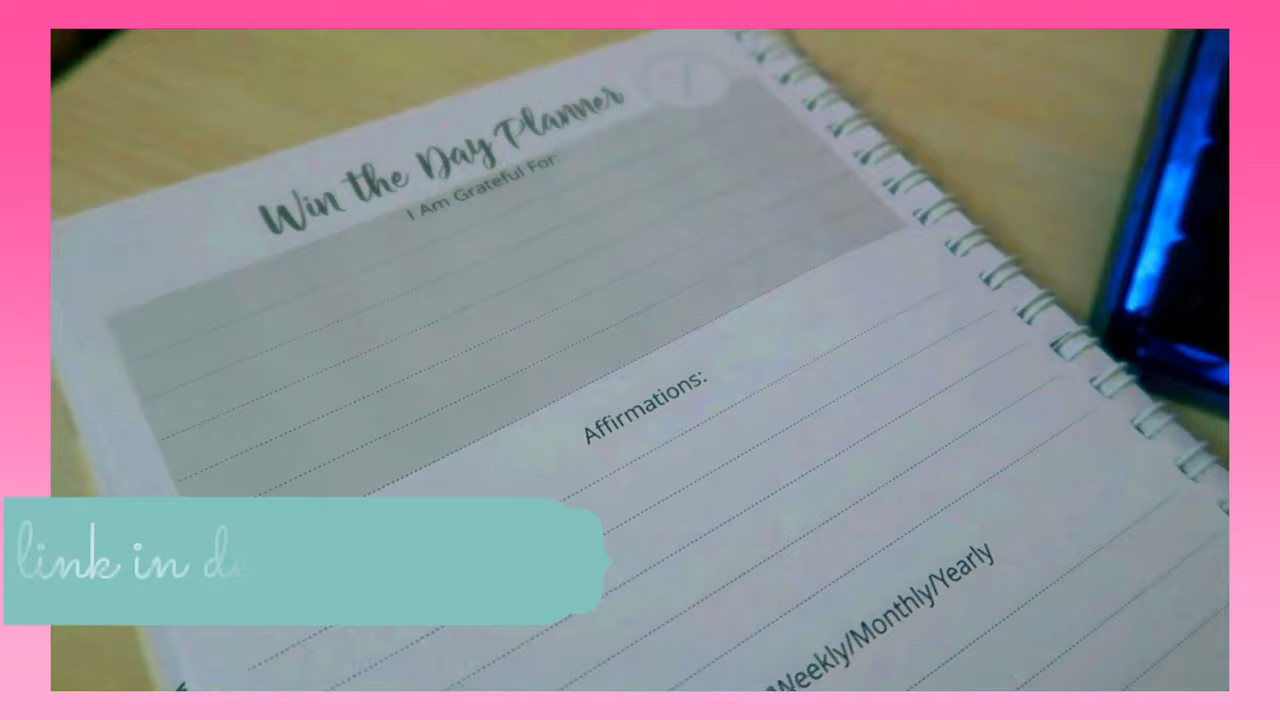 Win the Day Planner
I Am Grateful For:
Affirmations:
link in de
Weekly/Monthly/Yearly